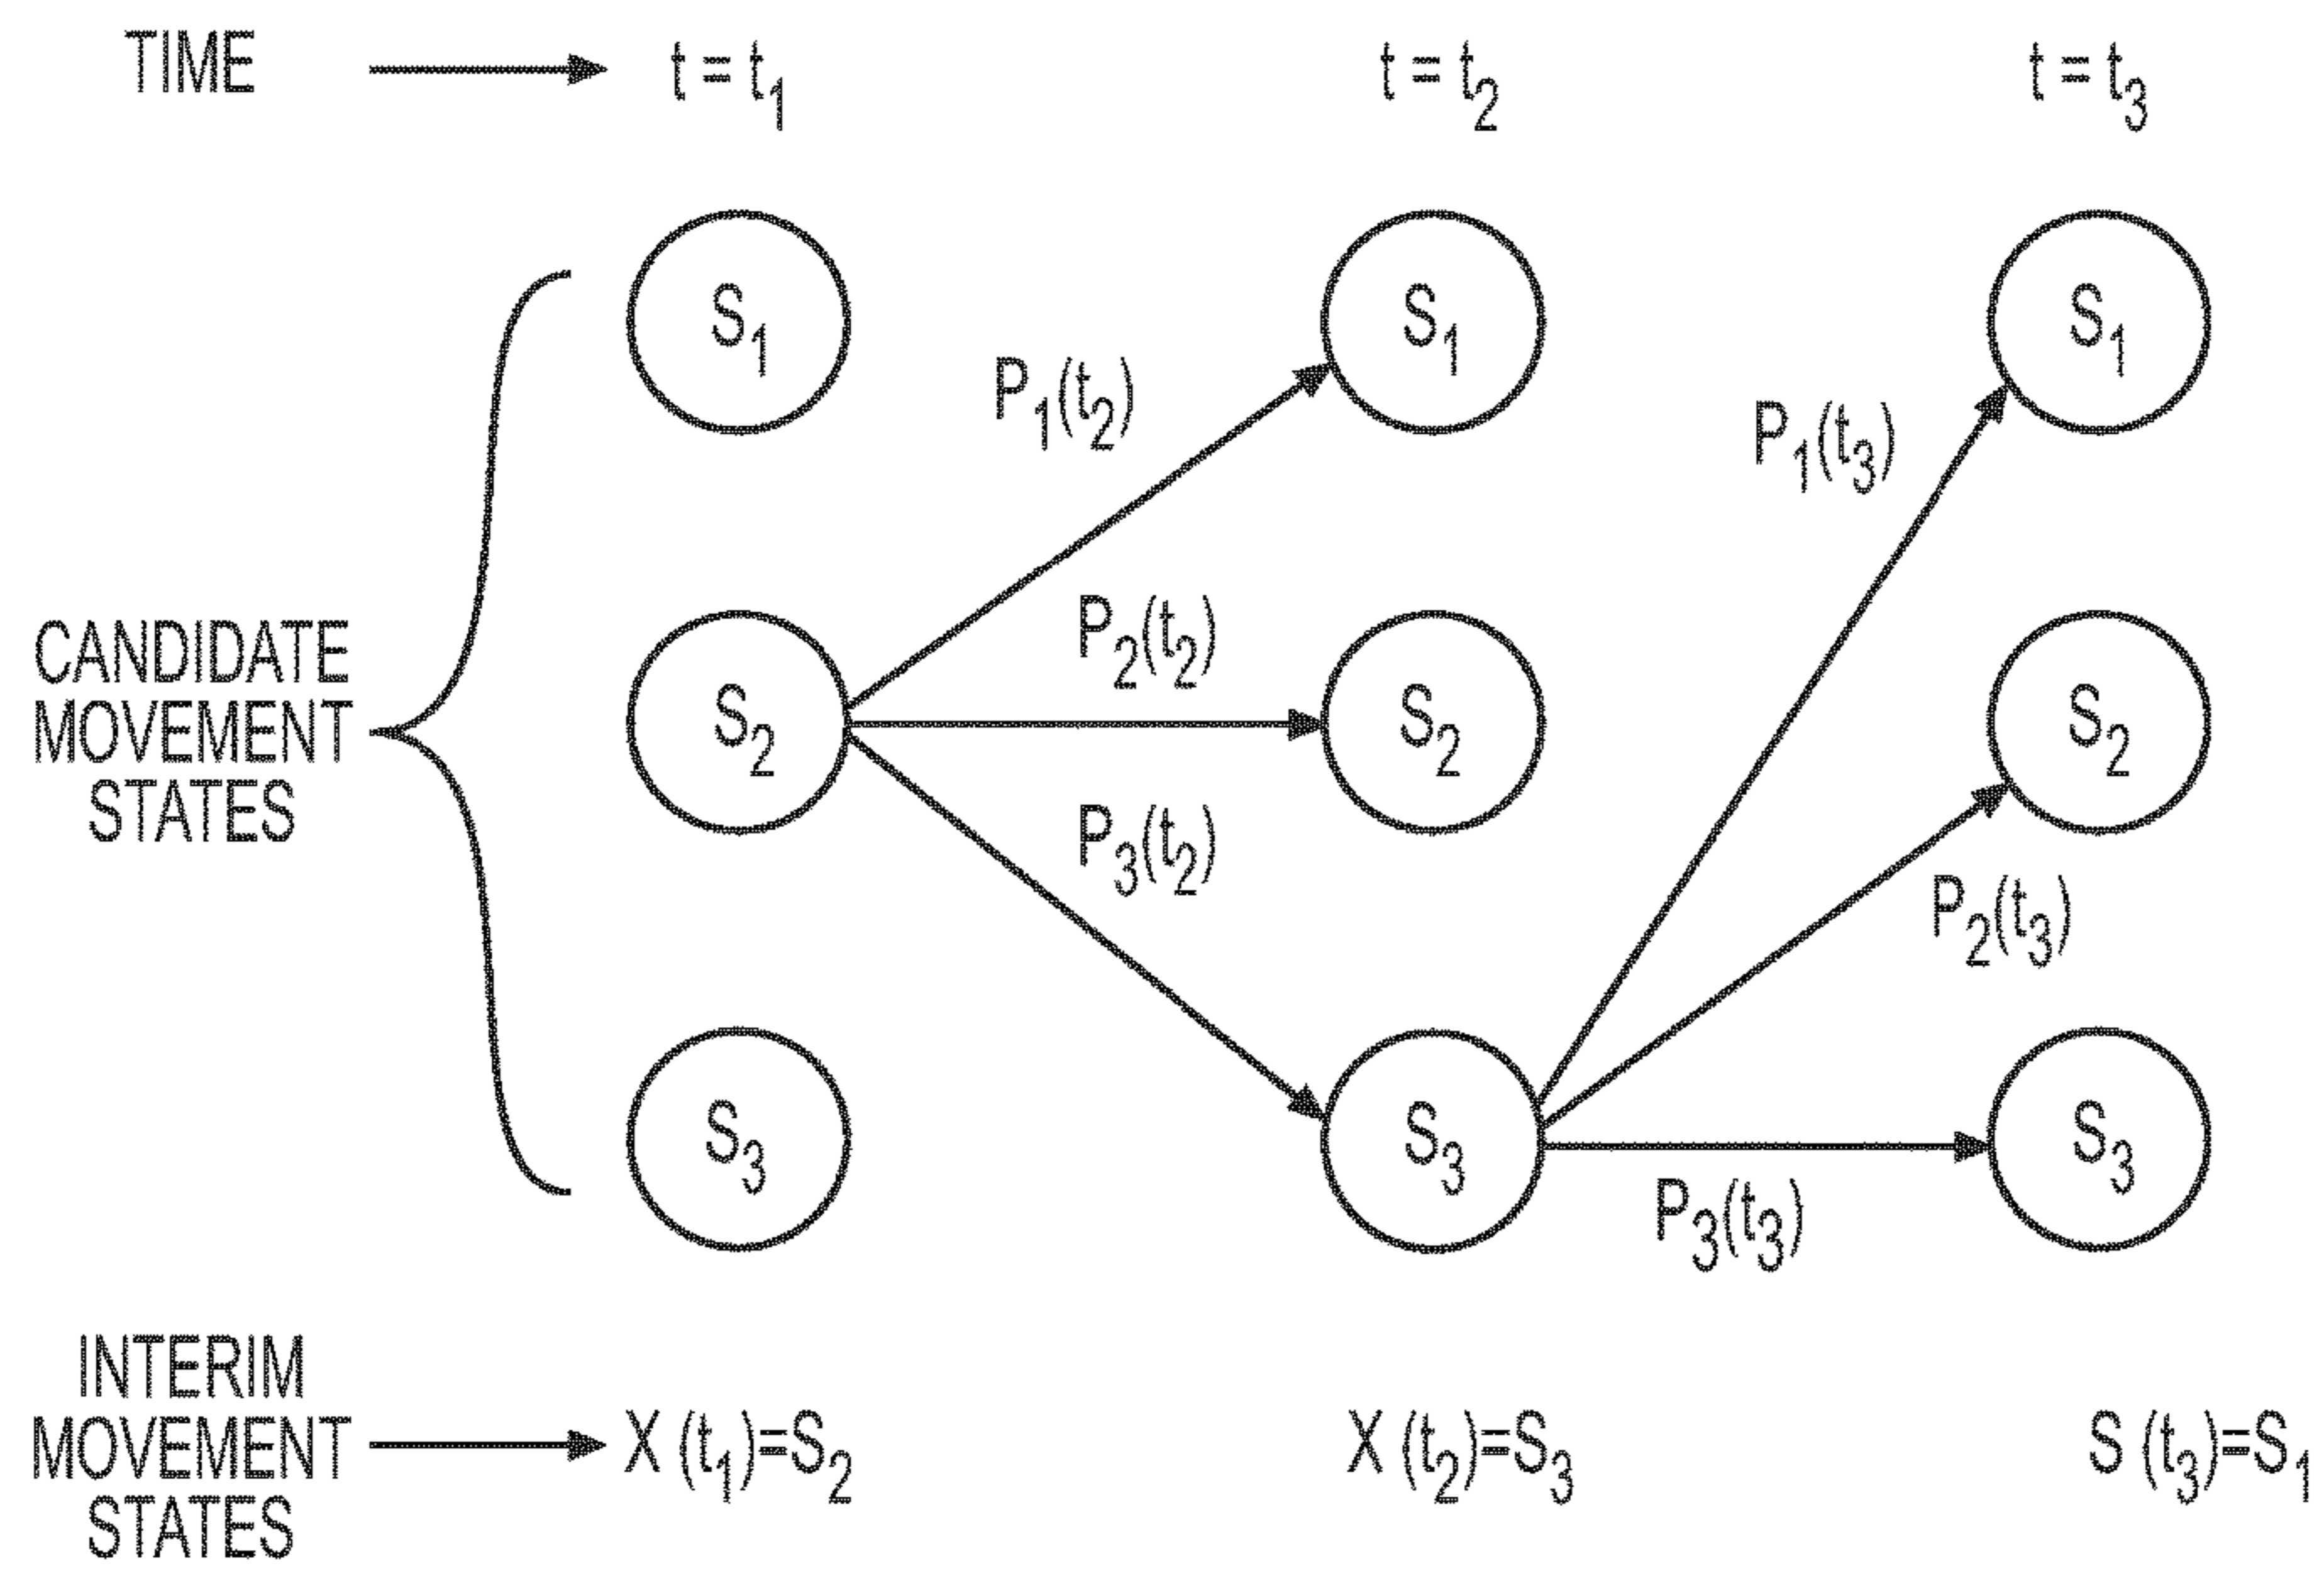 TIME t = t₁ t = t₂ t = t₃
S₁ S₁ S₁
P₁(t₂) P₁(t₃)
P₂(t₂)
CANDIDATE
MOVEMENT
STATES
S₂ S₂ S₂
P₃(t₂) P₂(t₃)
S₃ S₃ S₃
P₃(t₃)
INTERIM
MOVEMENT
STATES
X (t₁)=S₂ X (t₂)=S₃ S (t₃)=S₁